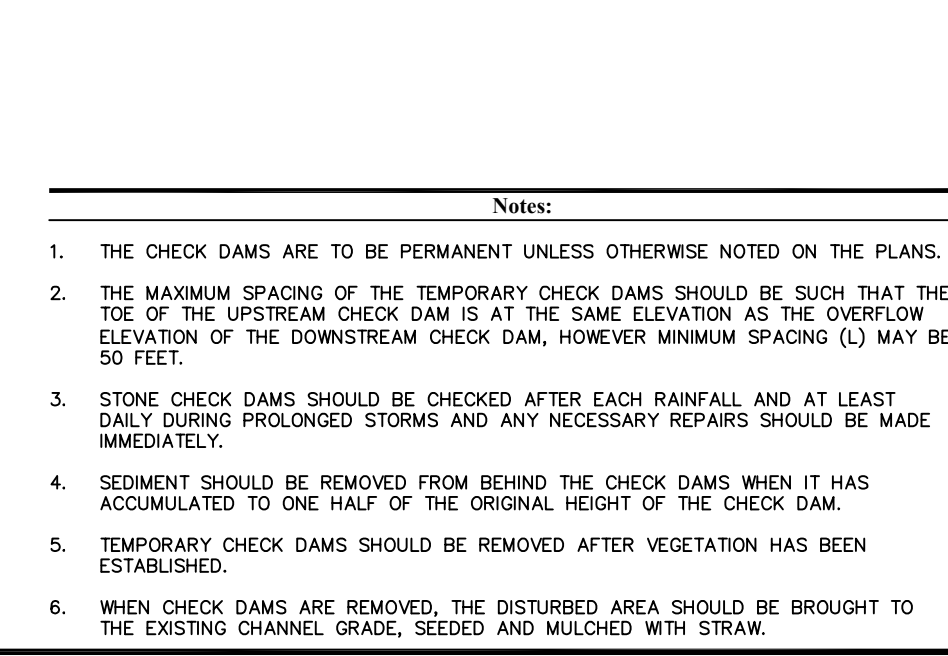 Notes:
1. THE CHECK DAMS ARE TO BE PERMANENT UNLESS OTHERWISE NOTED ON THE PLANS.
2. THE MAXIMUM SPACING OF THE TEMPORARY CHECK DAMS SHOULD BE SUCH THAT THE
TOE OF THE UPSTREAM CHECK DAM IS AT THE SAME ELEVATION AS THE OVERFLOW
ELEVATION OF THE DOWNSTREAM CHECK DAM, HOWEVER MINIMUM SPACING (L) MAY BE
50 FEET.
3. STONE CHECK DAMS SHOULD BE CHECKED AFTER EACH RAINFALL AND AT LEAST
DAILY DURING PROLONGED STORMS AND ANY NECESSARY REPAIRS SHOULD BE MADE
IMMEDIATELY.
4. SEDIMENT SHOULD BE REMOVED FROM BEHIND THE CHECK DAMS WHEN IT HAS
ACCUMULATED TO ONE HALF OF THE ORIGINAL HEIGHT OF THE CHECK DAM.
5. TEMPORARY CHECK DAMS SHOULD BE REMOVED AFTER VEGETATION HAS BEEN
ESTABLISHED.
6. WHEN CHECK DAMS ARE REMOVED, THE DISTURBED AREA SHOULD BE BROUGHT TO
THE EXISTING CHANNEL GRADE, SEEDED AND MULCHED WITH STRAW.